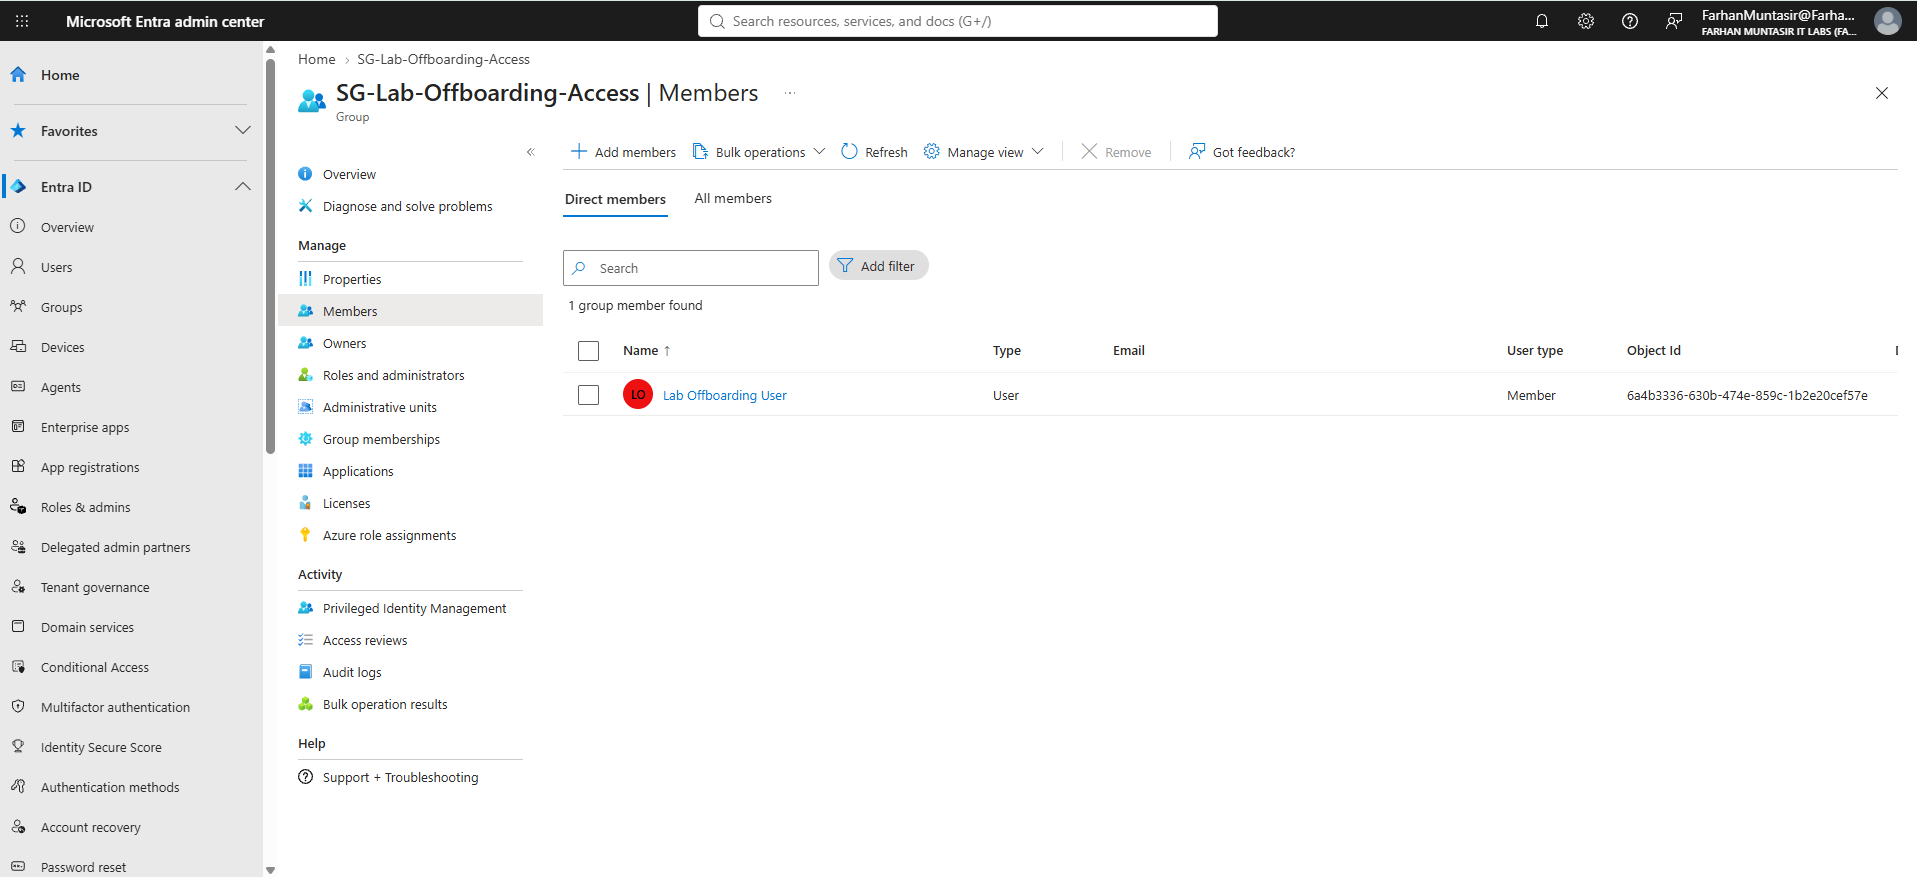 Microsoft Entra admin center
Search resources, services, and docs (G+/)
FarhanMuntasir@Farha...
FARHAN MUNTASIR IT LABS (FA...
Home
Favorites
Entra ID
Overview
Users
Groups
Devices
Agents
Enterprise apps
App registrations
Roles & admins
Delegated admin partners
Tenant governance
Domain services
Conditional Access
Multifactor authentication
Identity Secure Score
Authentication methods
Account recovery
Password reset
Home › SG-Lab-Offboarding-Access
SG-Lab-Offboarding-Access | Members ...
Group
Overview
Diagnose and solve problems
Manage
Properties
Members
Owners
Roles and administrators
Administrative units
Group memberships
Applications
Licenses
Azure role assignments
Activity
Privileged Identity Management
Access reviews
Audit logs
Bulk operation results
Help
Support + Troubleshooting
Add members Bulk operations Refresh Manage view Remove Got feedback?
Direct members All members
Search Add filter
1 group member found
Name ↑ Type Email User type Object Id
LO Lab Offboarding User User Member 6a4b3336-630b-474e-859c-1b2e20cef57e